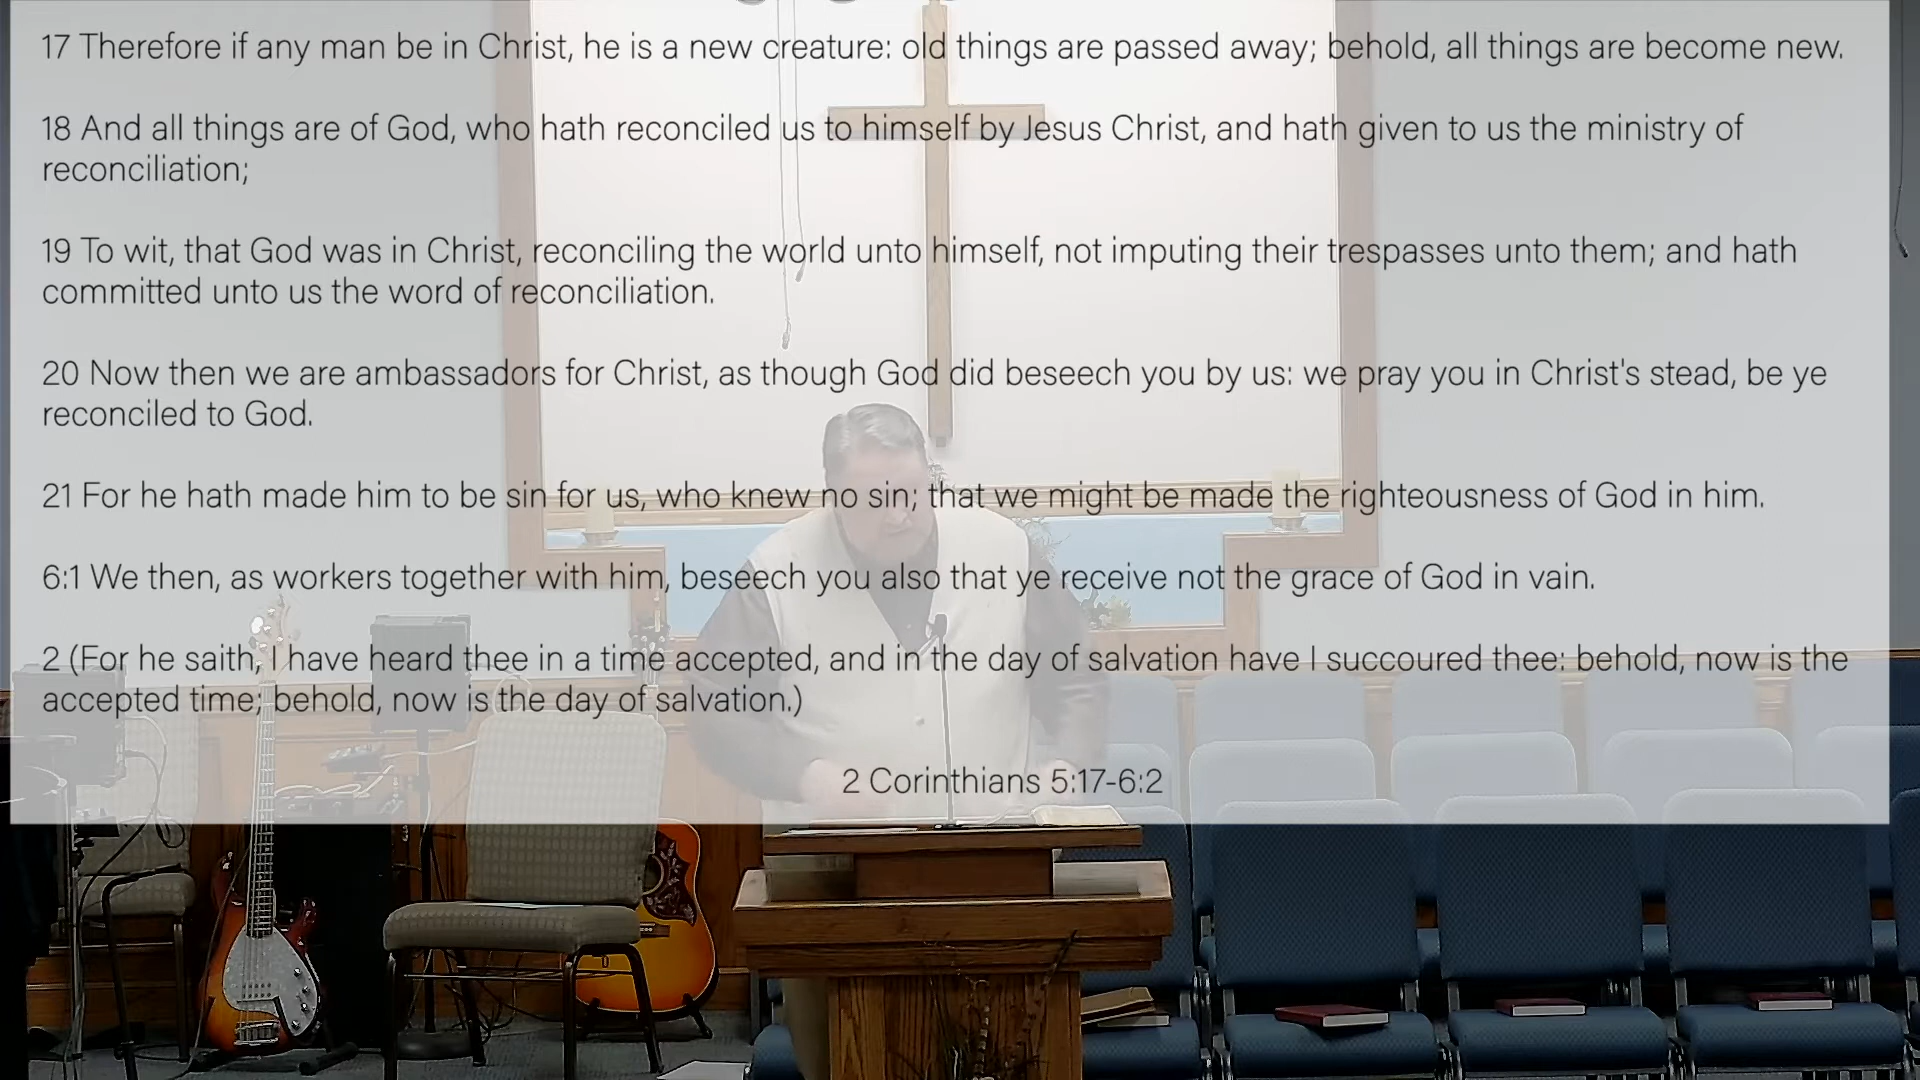 17 Therefore if any man be in Christ, he is a new creature: old things are passed away; behold, all things are become new.
18 And all things are of God, who hath reconciled us to himself by Jesus Christ, and hath given to us the ministry of
reconciliation;
19 To wit, that God was in Christ, reconciling the world unto himself, not imputing their trespasses unto them; and hath
committed unto us the word of reconciliation.
20 Now then we are ambassadors for Christ, as though God did beseech you by us: we pray you in Christ's stead, be ye
reconciled to God.
21 For he hath made him to be sin for us, who knew no sin; that we might be made the righteousness of God in him.
6:1 We then, as workers together with him, beseech you also that ye receive not the grace of God in vain.
2 (For he saith, I have heard thee in a time accepted, and in the day of salvation have I succoured thee: behold, now is the
accepted time; behold, now is the day of salvation.)
2 Corinthians 5:17-6:2